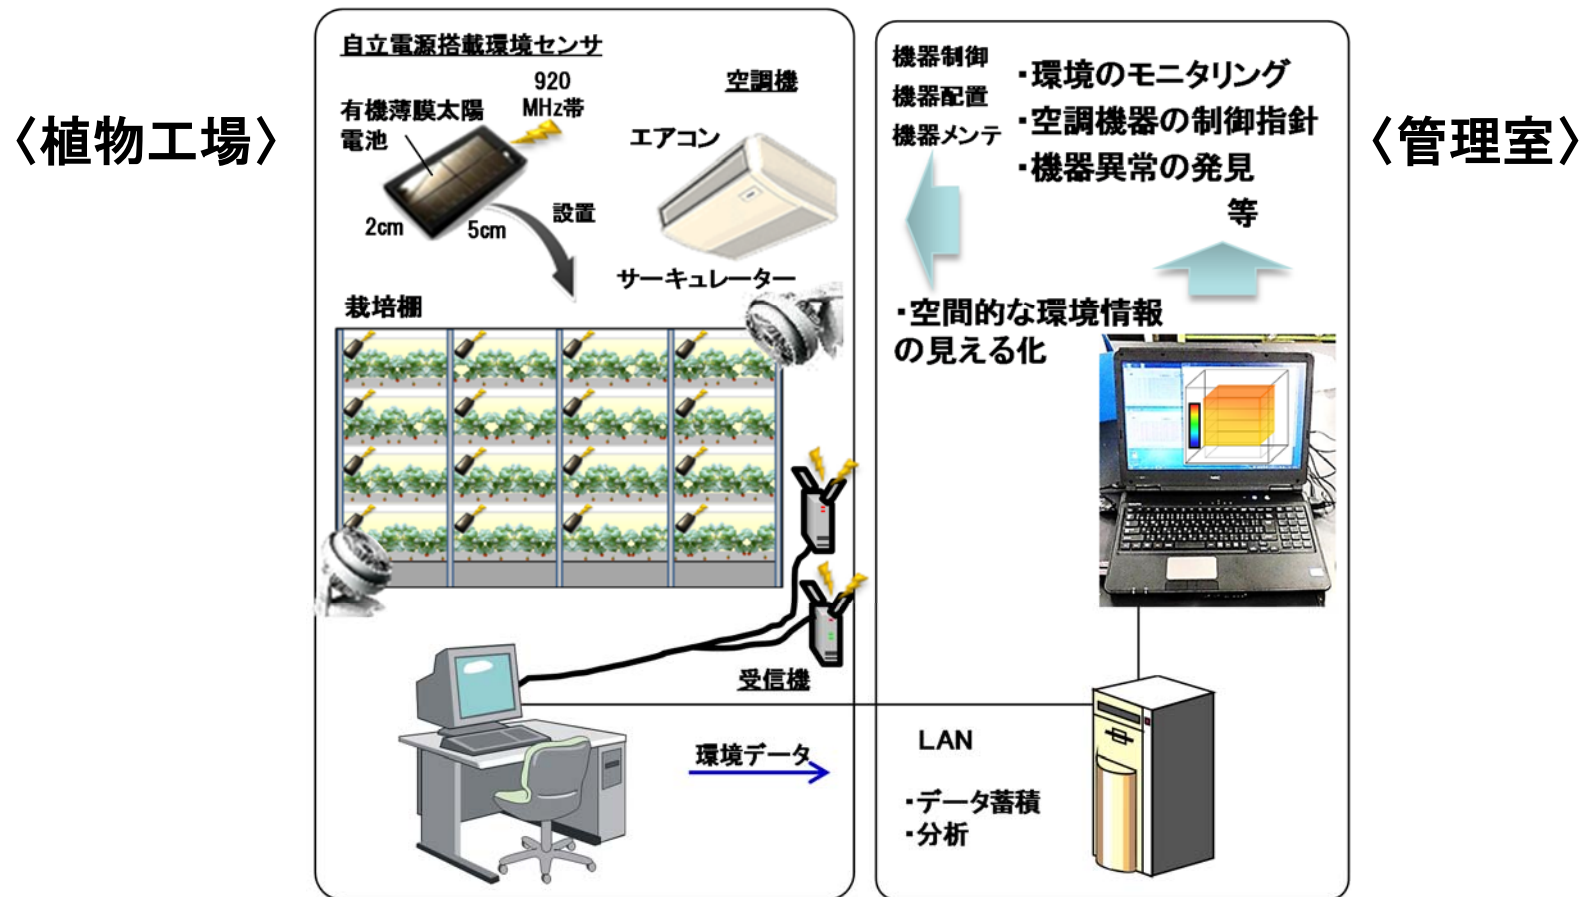 〈植物工場〉
自立電源搭載環境センサ
920
MHz帯
有機薄膜太陽
電池
2cm
5cm
設置
空調機
エアコン
サーキュレーター
栽培棚
受信機
環境データ
機器制御
機器配置
機器メンテ
・環境のモニタリング
・空調機器の制御指針
・機器異常の発見
等
・空間的な環境情報
の見える化
NEC
LAN
・データ蓄積
・分析
〈管理室〉